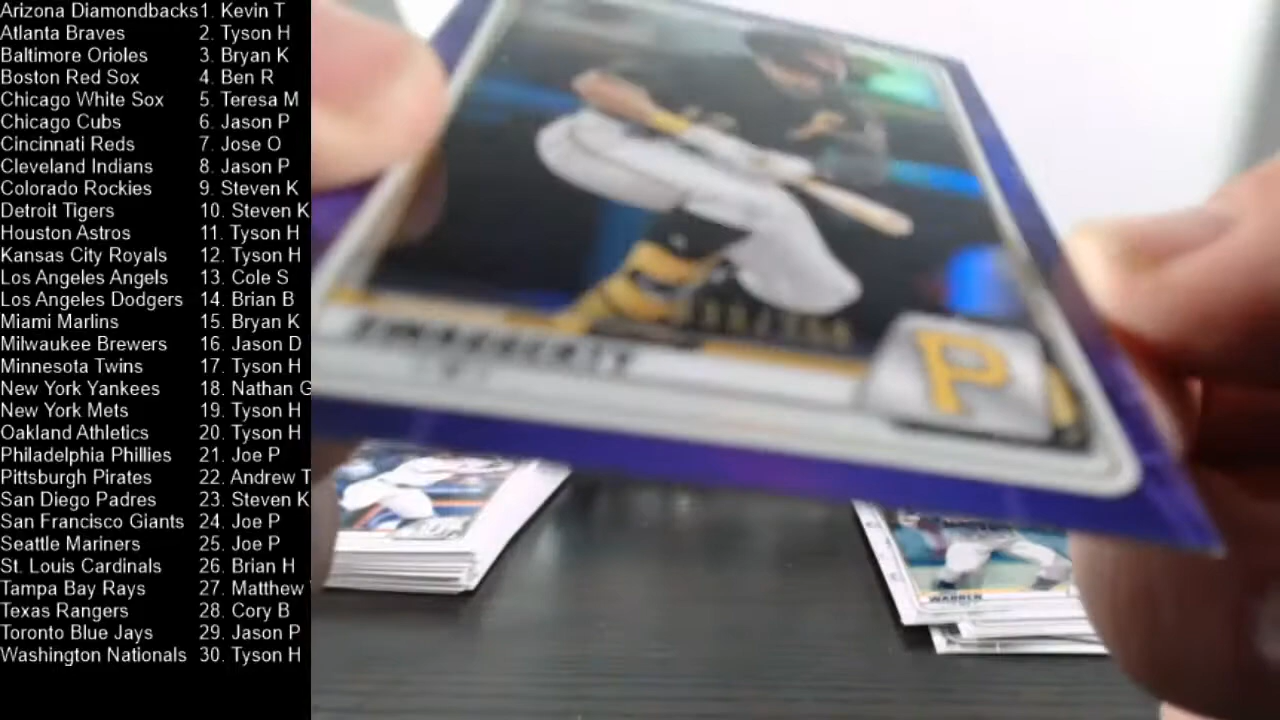 Arizona Diamondbacks 1. Kevin T
Atlanta Braves 2. Tyson H
Baltimore Orioles 3. Bryan K
Boston Red Sox 4. Ben R
Chicago White Sox 5. Teresa M
Chicago Cubs 6. Jason P
Cincinnati Reds 7. Jose O
Cleveland Indians 8. Jason P
Colorado Rockies 9. Steven K
Detroit Tigers 10. Steven K
Houston Astros 11. Tyson H
Kansas City Royals 12. Tyson H
Los Angeles Angels 13. Cole S
Los Angeles Dodgers 14. Brian B
Miami Marlins 15. Bryan K
Milwaukee Brewers 16. Jason D
Minnesota Twins 17. Tyson H
New York Yankees 18. Nathan G
New York Mets 19. Tyson H
Oakland Athletics 20. Tyson H
Philadelphia Phillies 21. Joe P
Pittsburgh Pirates 22. Andrew T
San Diego Padres 23. Steven K
San Francisco Giants 24. Joe P
Seattle Mariners 25. Joe P
St. Louis Cardinals 26. Brian H
Tampa Bay Rays 27. Matthew
Texas Rangers 28. Cory B
Toronto Blue Jays 29. Jason P
Washington Nationals 30. Tyson H
P
WARREN